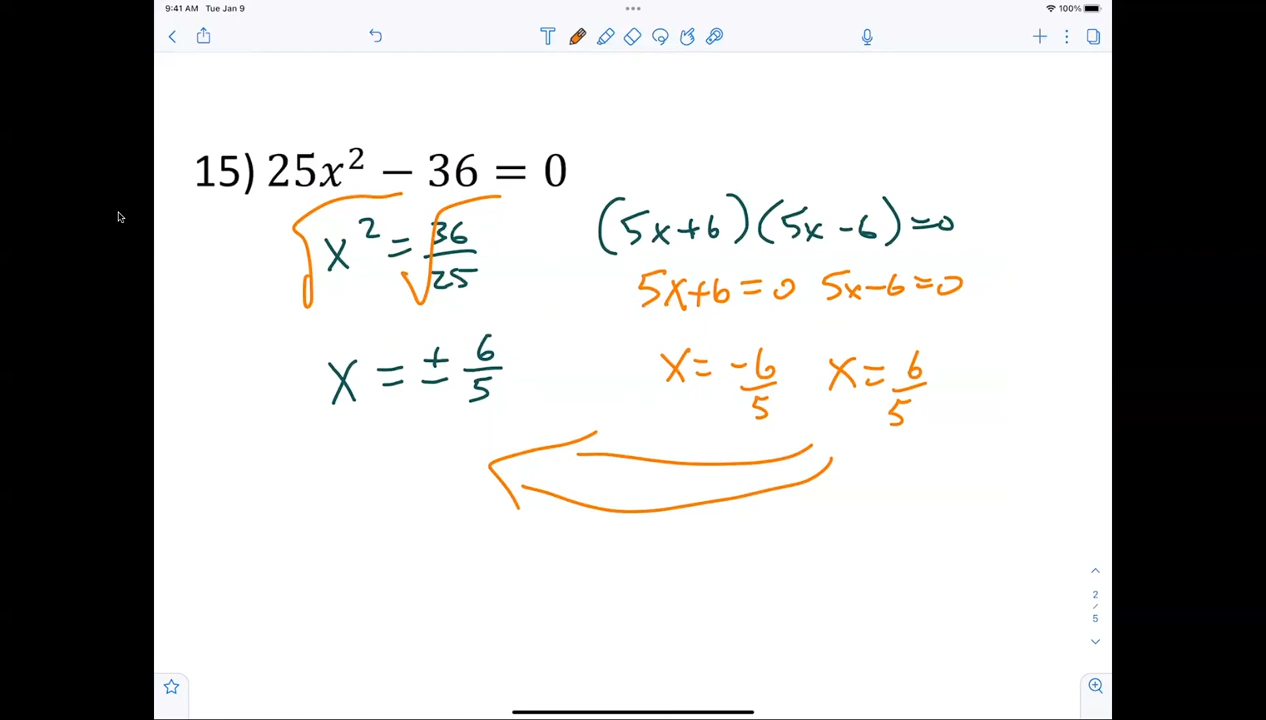 9:41 AM Tue Jan 9
100%
15) 25x² − 36 = 0
x² = 36/25
x = ± 6/5
(5x+6)(5x-6)=0
5x+6=0 5x-6=0
x= -6/5 x= 6/5
2
/
5